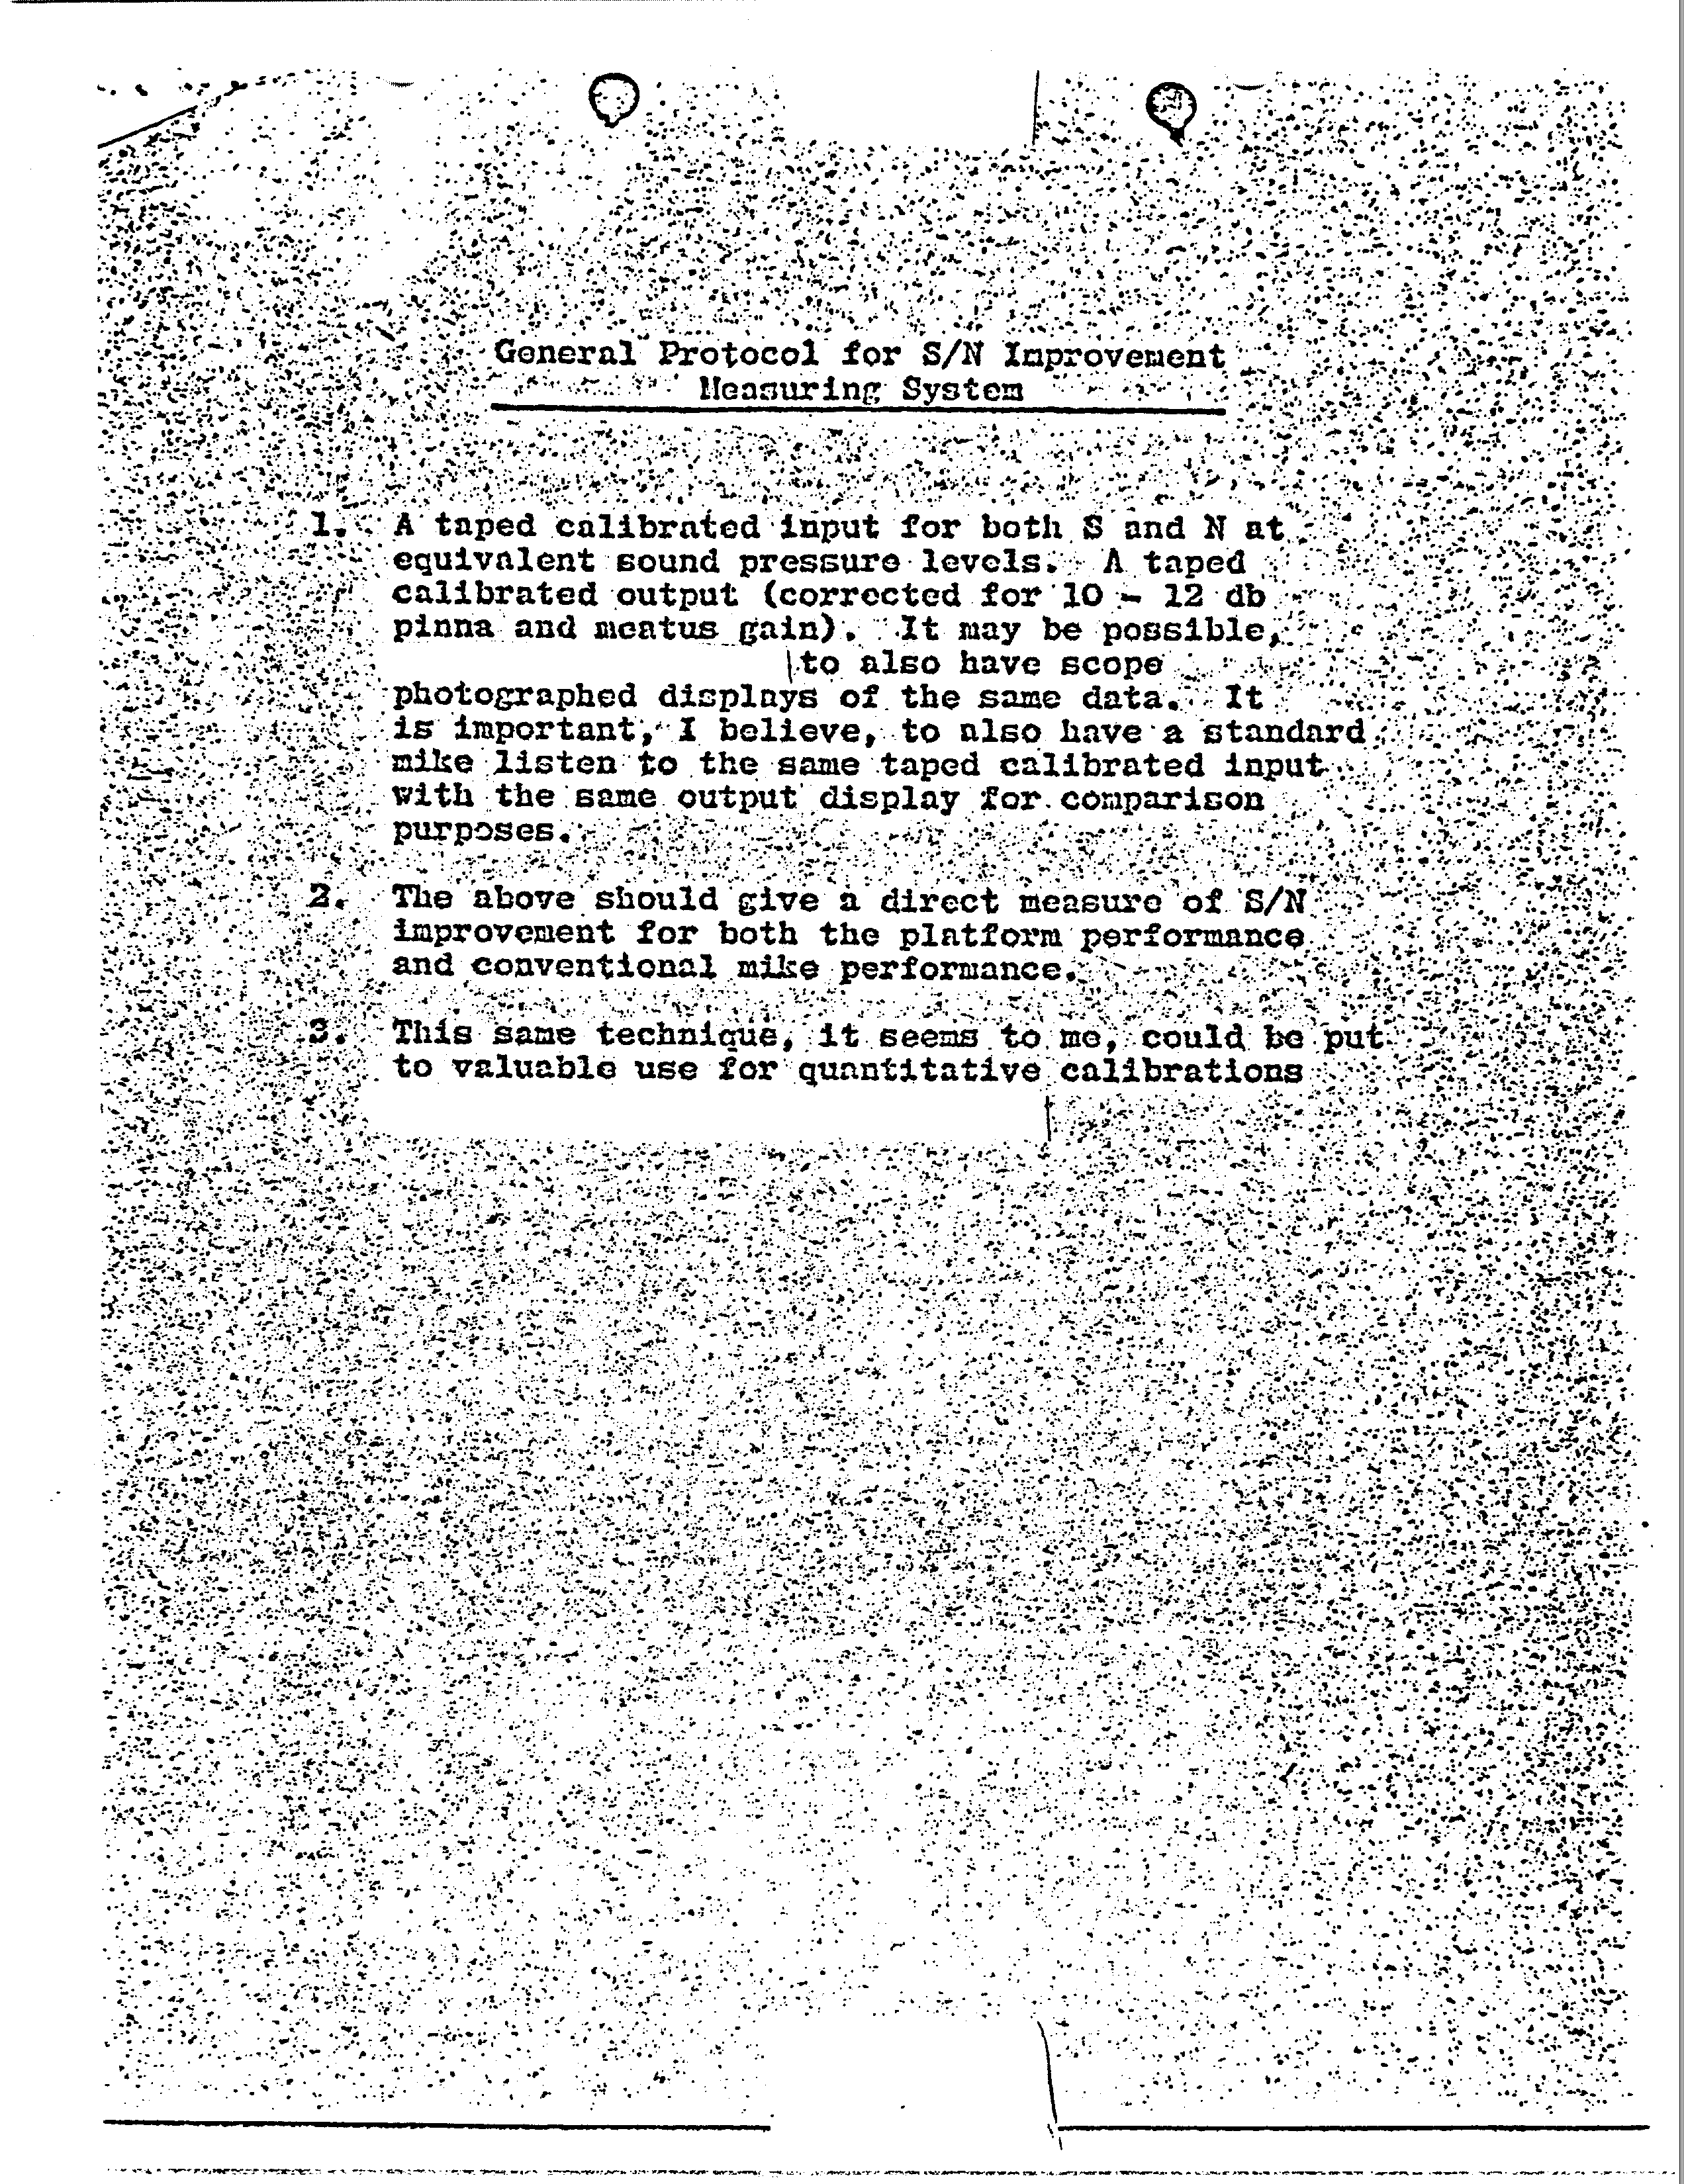 General Protocol for S/N Improvement
Measuring System
1. A taped calibrated input for both S and N at
equivalent sound pressure levels. A taped
calibrated output (corrected for 10 - 12 db
pinna and meatus gain). It may be possible,
to also have scope
photographed displays of the same data. It
is important, I believe, to also have a standard
mike listen to the same taped calibrated input
with the same output display for comparison
purposes.
2. The above should give a direct measure of S/N
improvement for both the platform performance
and conventional mike performance.
3. This same technique, it seems to me, could be put
to valuable use for quantitative calibrations